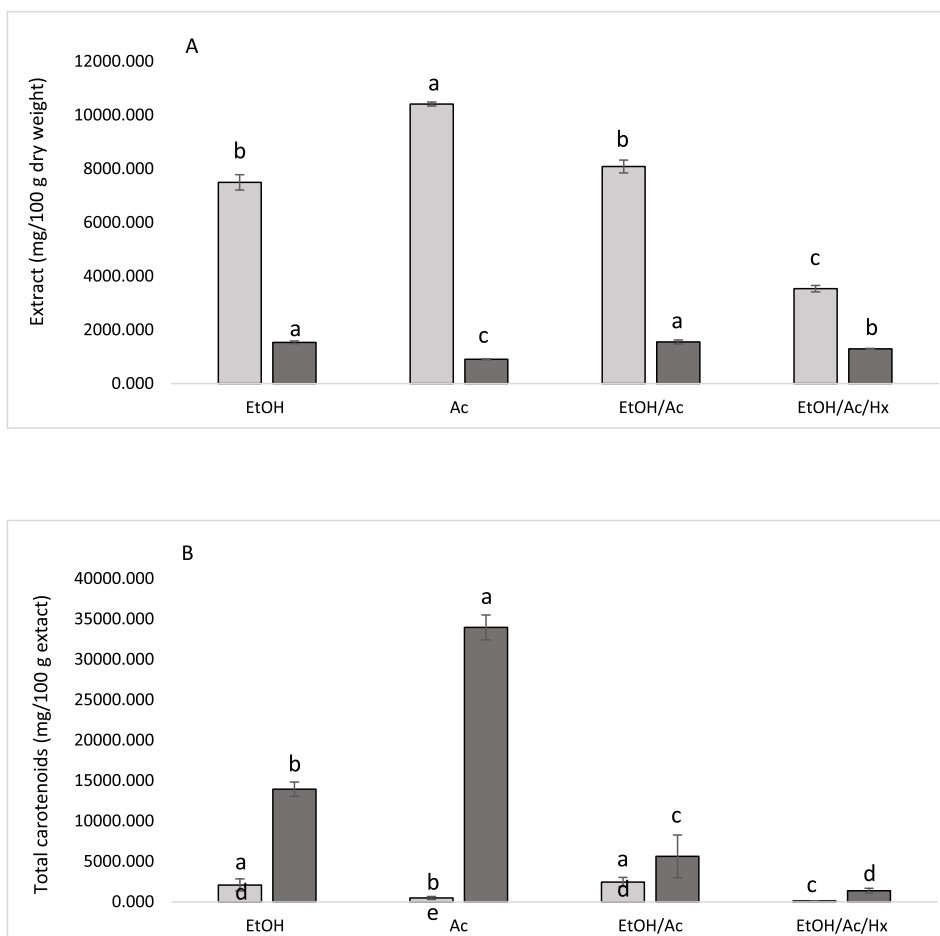 A
Extract (mg/100 g dry weight)
12000.000
10000.000
8000.000
6000.000
4000.000
2000.000
0.000
b
a
a
c
b
a
c
b
EtOH
Ac
EtOH/Ac
EtOH/Ac/Hx
B
Total carotenoids (mg/100 g extact)
40000.000
35000.000
30000.000
25000.000
20000.000
15000.000
10000.000
5000.000
0.000
a
d
b
b
e
a
a
d
c
c
d
EtOH
Ac
EtOH/Ac
EtOH/Ac/Hx